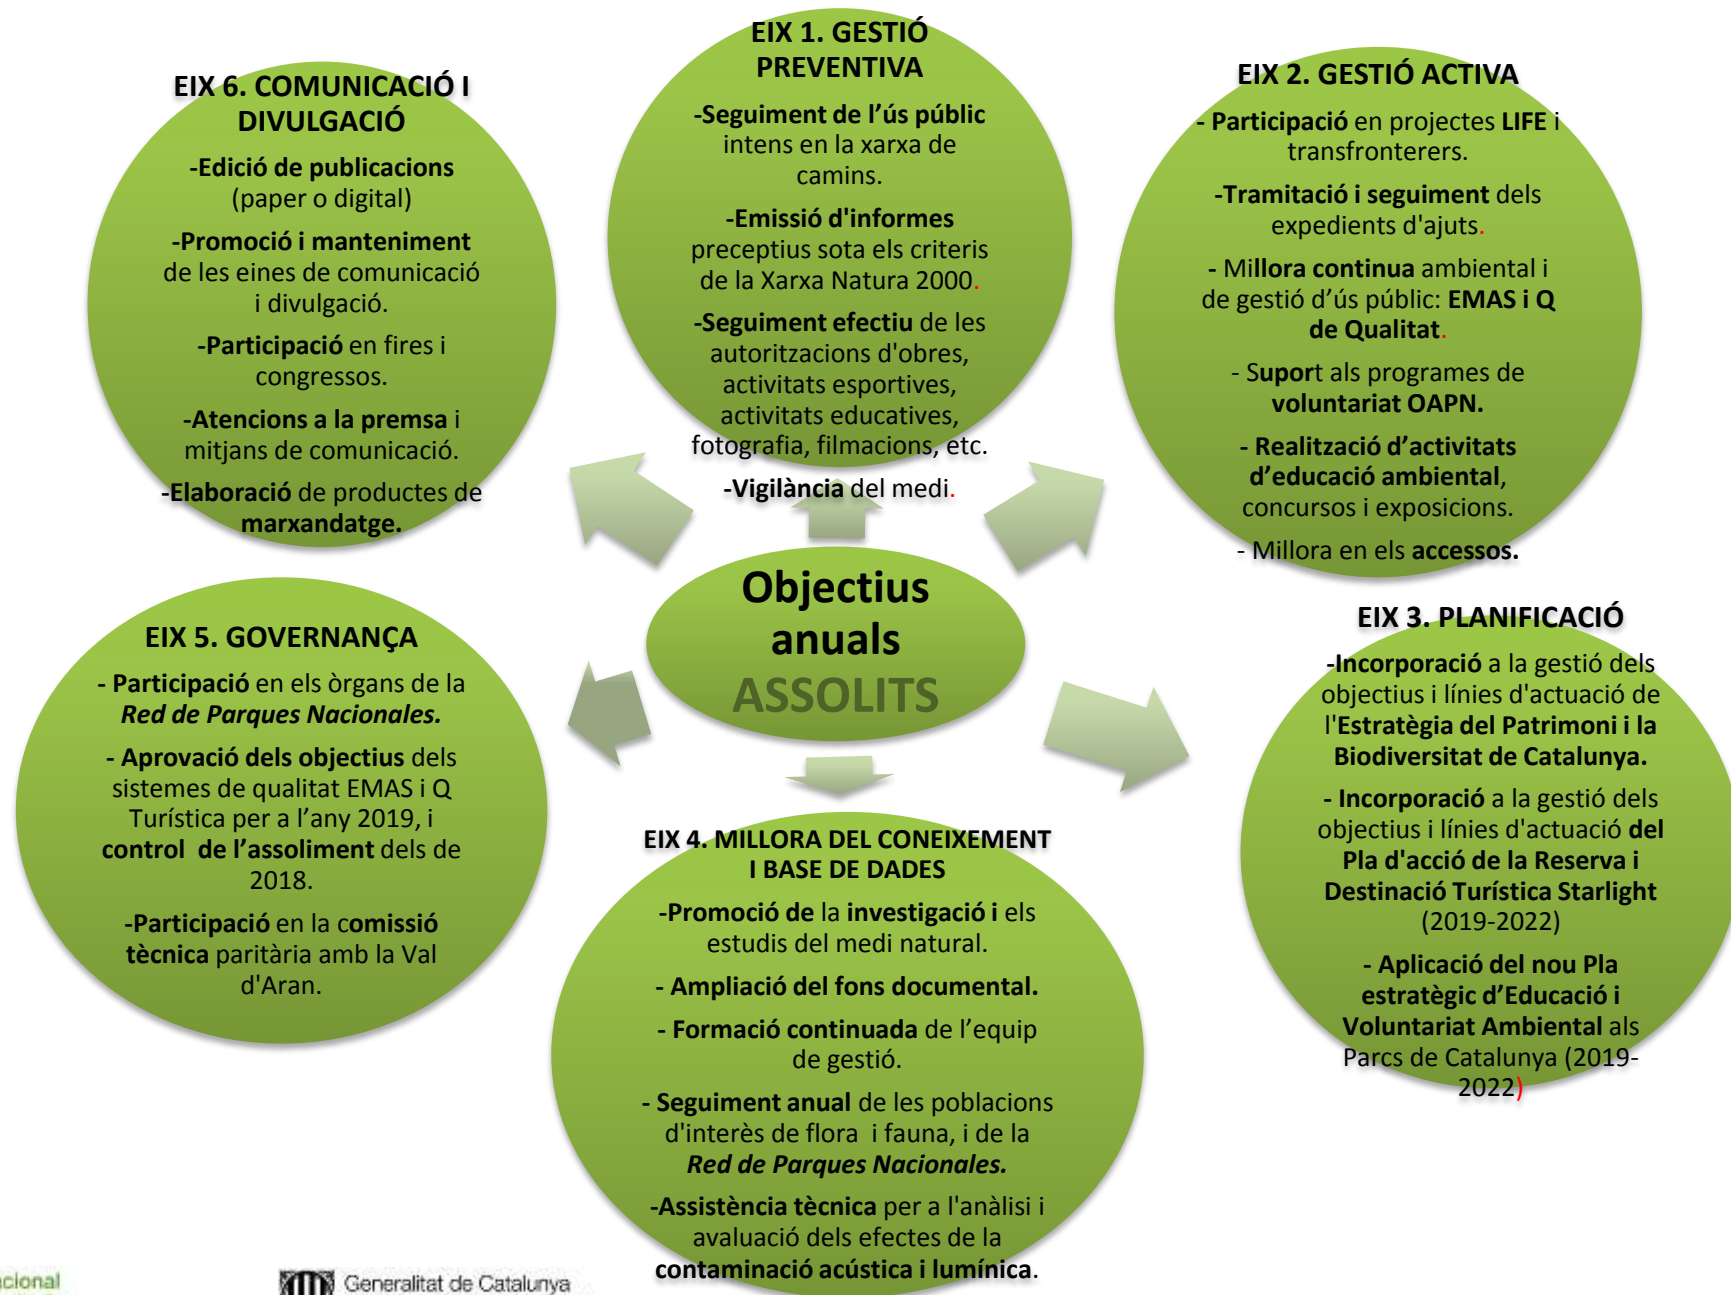 EIX 1. GESTIÓ
PREVENTIVA
-Seguiment de l’ús públic
intens en la xarxa de
camins.
-Emissió d'informes
preceptius sota els criteris
de la Xarxa Natura 2000.
-Seguiment efectiu de les
autoritzacions d'obres,
activitats esportives,
activitats educatives,
fotografia, filmacions, etc.
-Vigilància del medi.
EIX 2. GESTIÓ ACTIVA
- Participació en projectes LIFE i
transfronterers.
-Tramitació i seguiment dels
expedients d'ajuts.
- Millora continua ambiental i
de gestió d’ús públic: EMAS i Q
de Qualitat.
- Suport als programes de
voluntariat OAPN.
- Realització d’activitats
d’educació ambiental,
concursos i exposicions.
- Millora en els accessos.
EIX 3. PLANIFICACIÓ
-Incorporació a la gestió dels
objectius i línies d'actuació de
l'Estratègia del Patrimoni i la
Biodiversitat de Catalunya.
- Incorporació a la gestió dels
objectius i línies d'actuació del
Pla d'acció de la Reserva i
Destinació Turística Starlight
(2019-2022)
- Aplicació del nou Pla
estratègic d’Educació i
Voluntariat Ambiental als
Parcs de Catalunya (2019-
2022)
EIX 4. MILLORA DEL CONEIXEMENT
I BASE DE DADES
-Promoció de la investigació i els
estudis del medi natural.
- Ampliació del fons documental.
- Formació continuada de l’equip
de gestió.
- Seguiment anual de les poblacions
d'interès de flora i fauna, i de la
Red de Parques Nacionales.
-Assistència tècnica per a l'anàlisi i
avaluació dels efectes de la
contaminació acústica i lumínica.
EIX 5. GOVERNANÇA
- Participació en els òrgans de la
Red de Parques Nacionales.
- Aprovació dels objectius dels
sistemes de qualitat EMAS i Q
Turística per a l’any 2019, i
control de l’assoliment dels de
2018.
-Participació en la comissió
tècnica paritària amb la Val
d'Aran.
EIX 6. COMUNICACIÓ I
DIVULGACIÓ
-Edició de publicacions
(paper o digital)
-Promoció i manteniment
de les eines de comunicació
i divulgació.
-Participació en fires i
congressos.
-Atencions a la premsa i
mitjans de comunicació.
-Elaboració de productes de
marxandatge.
Objectius
anuals
ASSOLITS
Generalitat de Catalunya